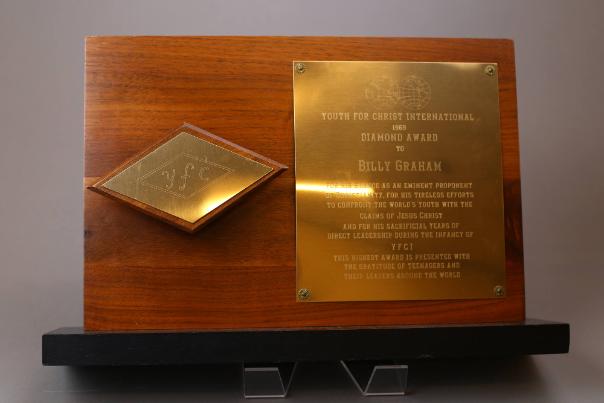 yfc
YOUTH FOR CHRIST INTERNATIONAL
1969
DIAMOND AWARD
TO
BILLY GRAHAM
AS AN EMINENT PROPONENT
FOR HIS TIRELESS EFFORTS
TO CONFRONT THE WORLD'S YOUTH WITH THE
CLAIMS OF JESUS CHRIST
AND FOR HIS SACRIFICIAL YEARS OF
DIRECT LEADERSHIP DURING THE INFANCY OF
YFCI
THIS HIGHEST AWARD IS PRESENTED WITH
THE GRATITUDE OF TEENAGERS AND
THEIR LEADERS AROUND THE WORLD